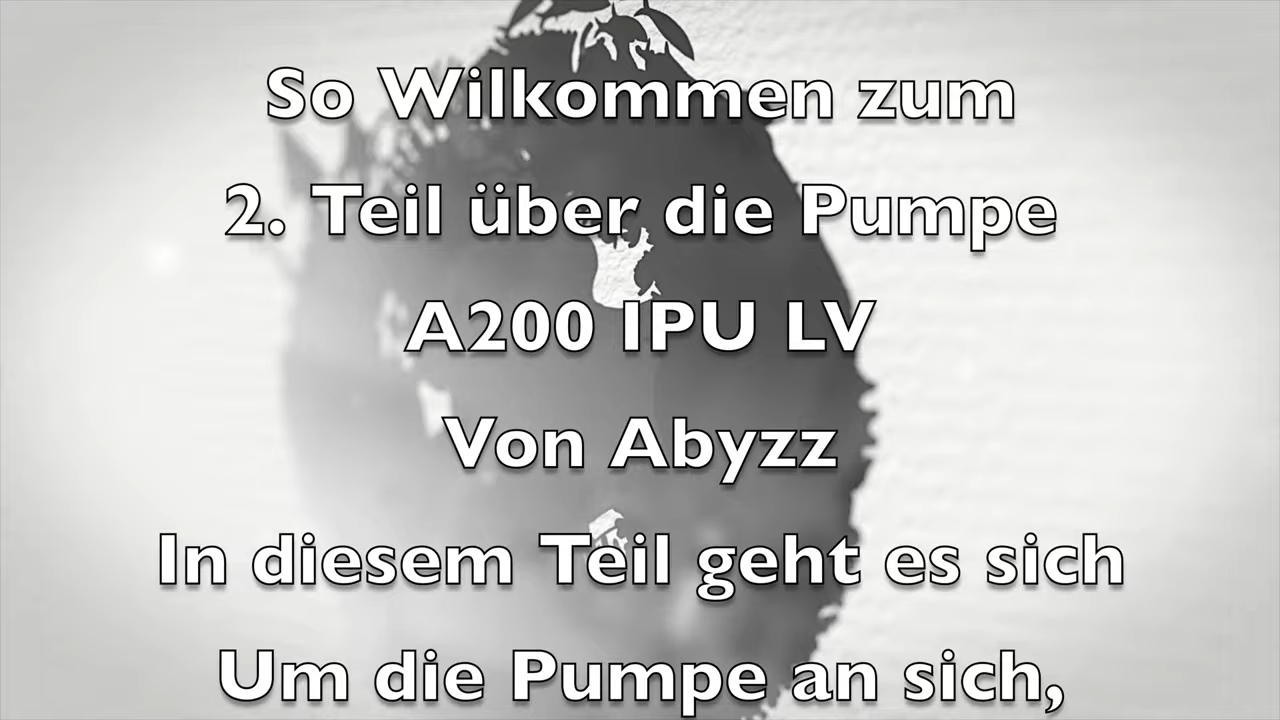 So Wilkommen zum
2. Teil über die Pumpe
A200 IPU LV
Von Abyzz
In diesem Teil geht es sich
Um die Pumpe an sich,